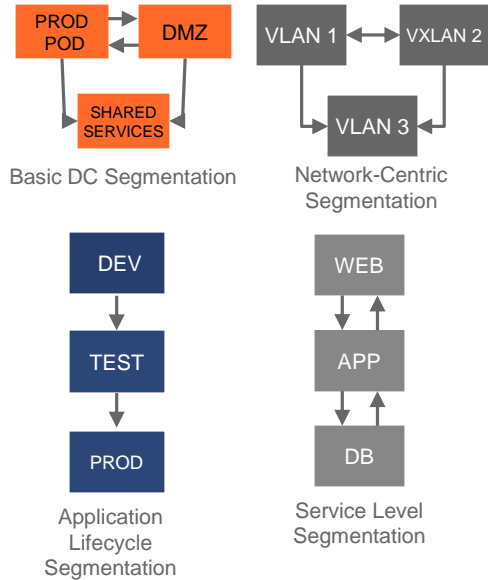 PROD
POD
DMZ
SHARED
SERVICES
Basic DC Segmentation
VLAN 1
VXLAN 2
VLAN 3
Network-Centric
Segmentation
DEV
TEST
PROD
Application
Lifecycle
Segmentation
WEB
APP
DB
Service Level
Segmentation